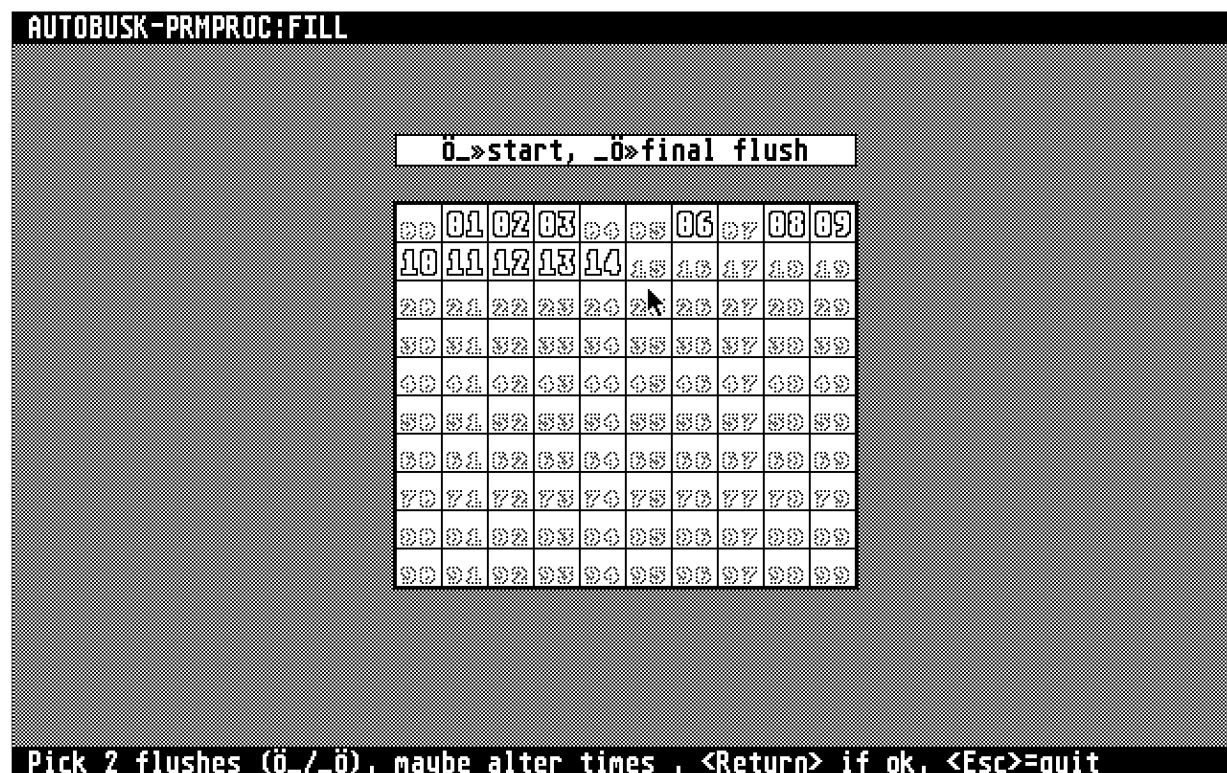 AUTOBUSK-PRMPROC:FILL
ö_»start, _ö»final flush
00 01 02 03 04 05 06 07 08 09
10 11 12 13 14 15 16 17 18 19
20 21 22 23 24 25 26 27 28 29
30 31 32 33 34 35 36 37 38 39
40 41 42 43 44 45 46 47 48 49
50 51 52 53 54 55 56 57 58 59
60 61 62 63 64 65 66 67 68 69
70 71 72 73 74 75 76 77 78 79
80 81 82 83 84 85 86 87 88 89
90 91 92 93 94 95 96 97 98 99
Pick 2 flushes (ö_/_ö), maybe alter times , <Return> if ok, <Esc>=quit